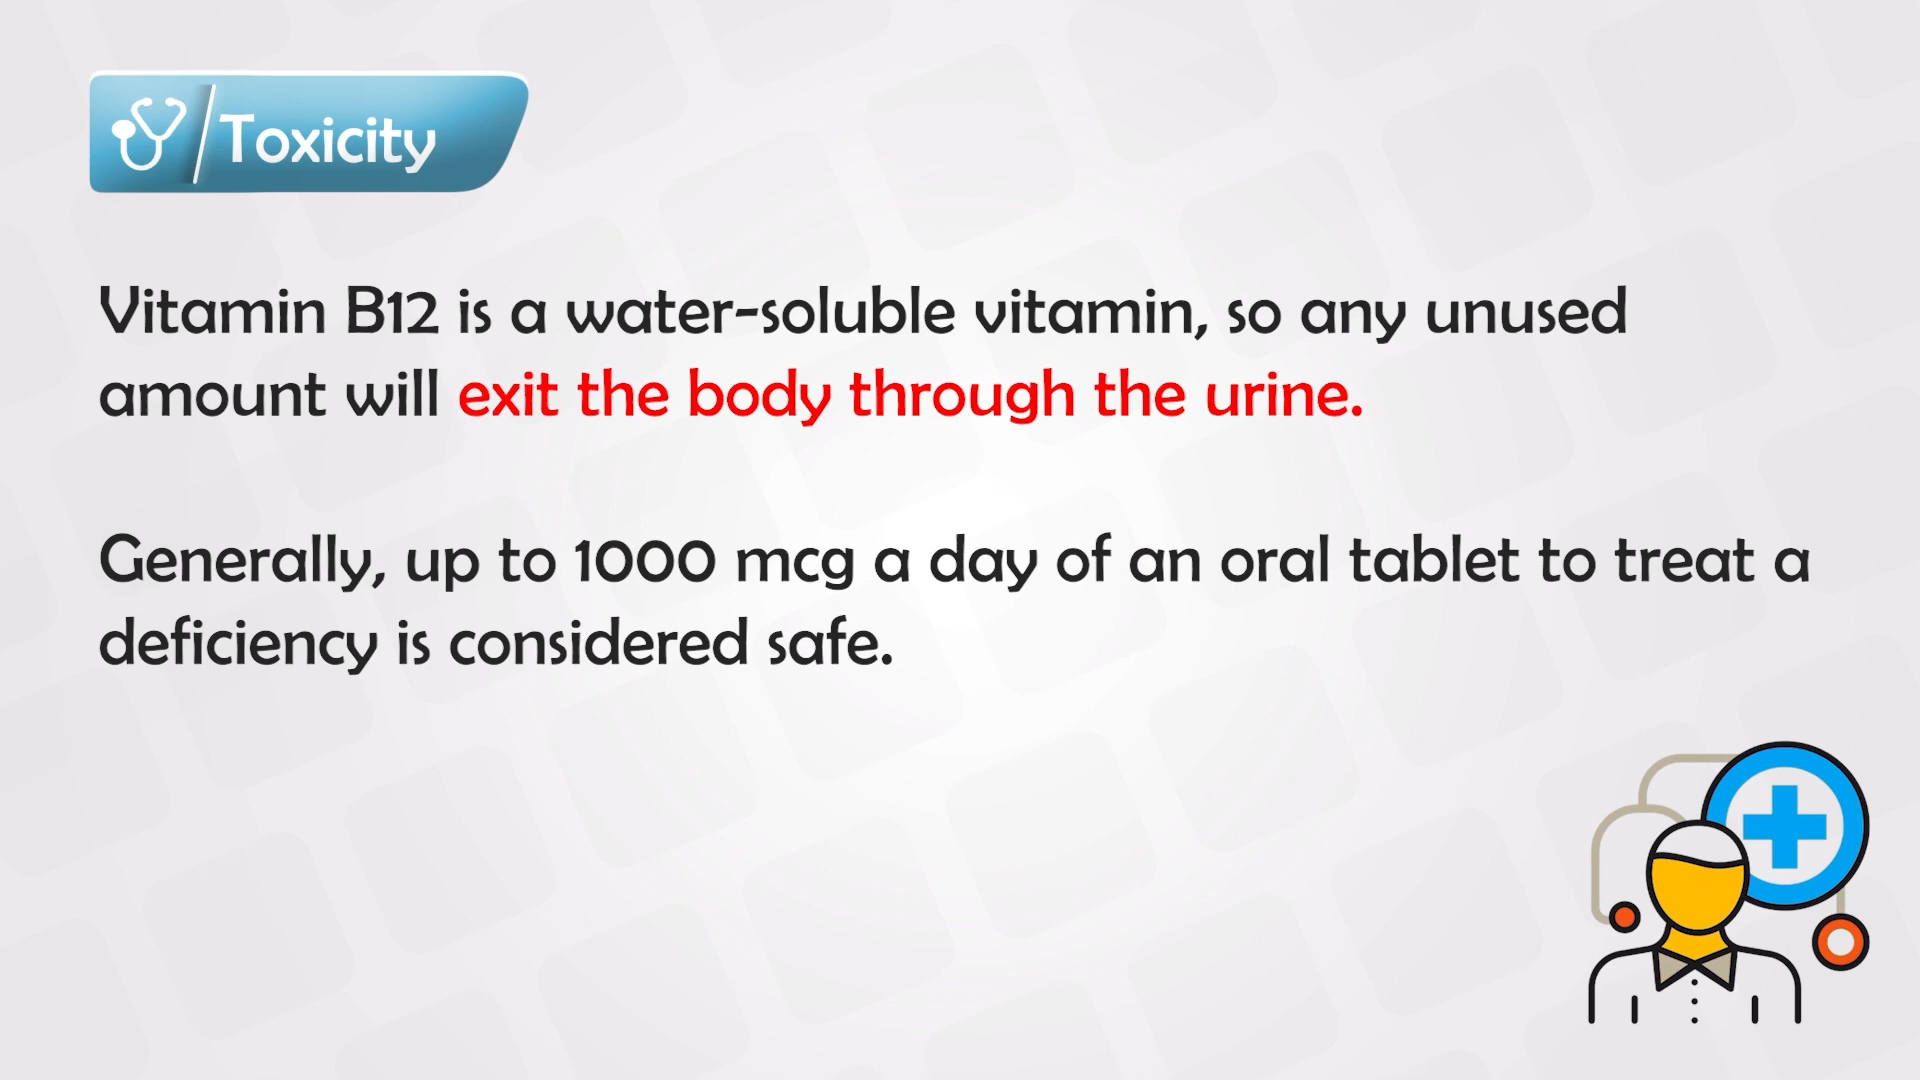 Toxicity
Vitamin B12 is a water-soluble vitamin, so any unused
amount will exit the body through the urine.
Generally, up to 1000 mcg a day of an oral tablet to treat a
deficiency is considered safe.